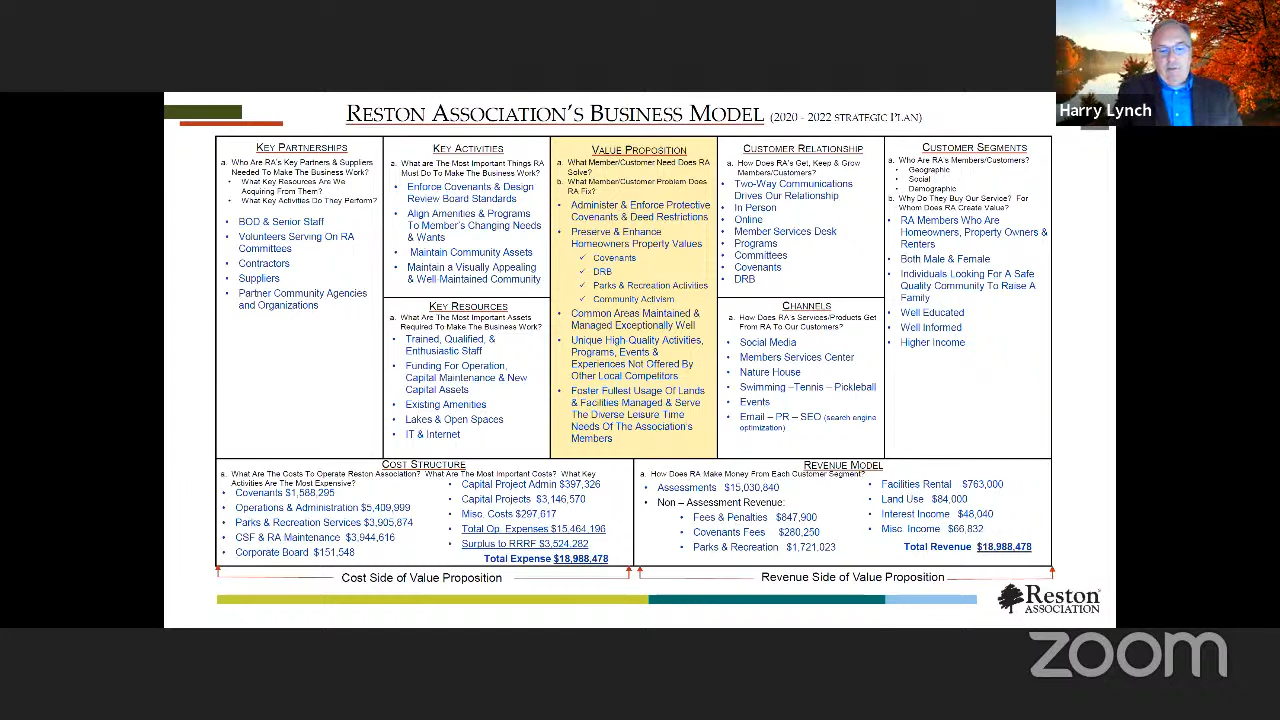 Harry Lynch
RESTON ASSOCIATION'S BUSINESS MODEL (2020 - 2022 STRATEGIC PLAN)
KEY PARTNERSHIPS
a. Who Are RA's Key Partners & Suppliers
Needed To Make The Business Work?
• What Key Resources Are We
Acquiring From Them?
• What Key Activities Do They Perform?
• BOD & Senior Staff
• Volunteers Serving On RA
Committees
• Contractors
• Suppliers
• Partner Community Agencies
and Organizations
KEY ACTIVITIES
a. What are The Most Important Things RA
Must Do To Make The Business Work?
• Enforce Covenants & Design
Review Board Standards
• Align Amenities & Programs
To Member's Changing Needs
& Wants
• Maintain Community Assets
• Maintain a Visually Appealing
& Well-Maintained Community
KEY RESOURCES
a. What Are The Most Important Assets
Required To Make The Business Work?
• Trained, Qualified, &
Enthusiastic Staff
• Funding For Operation,
Capital Maintenance & New
Capital Assets
• Existing Amenities
• Lakes & Open Spaces
• IT & Internet
VALUE PROPOSITION
a. What Member/Customer Need Does RA
Solve?
b. What Member/Customer Problem Does
RA Fix?
• Administer & Enforce Protective
Covenants & Deed Restrictions
• Preserve & Enhance
Homeowners Property Values
✓ Covenants
✓ DRB
✓ Parks & Recreation Activities
✓ Community Activism
• Common Areas Maintained &
Managed Exceptionally Well
• Unique High-Quality Activities,
Programs, Events &
Experiences Not Offered By
Other Local Competitors
• Foster Fullest Usage Of Lands
& Facilities Managed & Serve
The Diverse Leisure Time
Needs Of The Association's
Members
CUSTOMER RELATIONSHIP
a. How Does RA's Get, Keep & Grow
Members/Customers?
• Two-Way Communications
Drives Our Relationship
• In Person
• Online
• Member Services Desk
• Programs
• Committees
• Covenants
• DRB
CHANNELS
a. How Does RA's Services/Products Get
From RA To Our Customers?
• Social Media
• Members Services Center
• Nature House
• Swimming –Tennis – Pickleball
• Events
• Email – PR – SEO (search engine
optimization)
CUSTOMER SEGMENTS
a. Who Are RA's Members/Customers?
• Geographic
• Social
• Demographic
b. Why Do They Buy Our Service? For
Whom Does RA Create Value?
• RA Members Who Are
Homeowners, Property Owners &
Renters
• Both Male & Female
• Individuals Looking For A Safe
Quality Community To Raise A
Family
• Well Educated
• Well Informed
• Higher Income
COST STRUCTURE
a. What Are The Costs To Operate Reston Association? What Are The Most Important Costs? What Key
Activities Are The Most Expensive?
• Covenants $1,588,295
• Operations & Administration $5,409,999
• Parks & Recreation Services $3,905,874
• CSF & RA Maintenance $3,944,616
• Corporate Board $151,548
• Capital Project Admin $397,326
• Capital Projects $3,146,570
• Misc. Costs $297,617
• Total Op. Expenses $15,464,196
• Surplus to RRRF $3,524,282
Total Expense $18,988,478
REVENUE MODEL
a. How Does RA Make Money From Each Customer Segment?
• Assessments $15,030,840
• Non – Assessment Revenue:
• Fees & Penalties $847,900
• Covenants Fees $280,250
• Parks & Recreation $1,721,023
• Facilities Rental $763,000
• Land Use $84,000
• Interest Income $48,040
• Misc. Income $66,832
Total Revenue $18,988,478
Cost Side of Value Proposition
Revenue Side of Value Proposition
Reston
ASSOCIATION
zoom